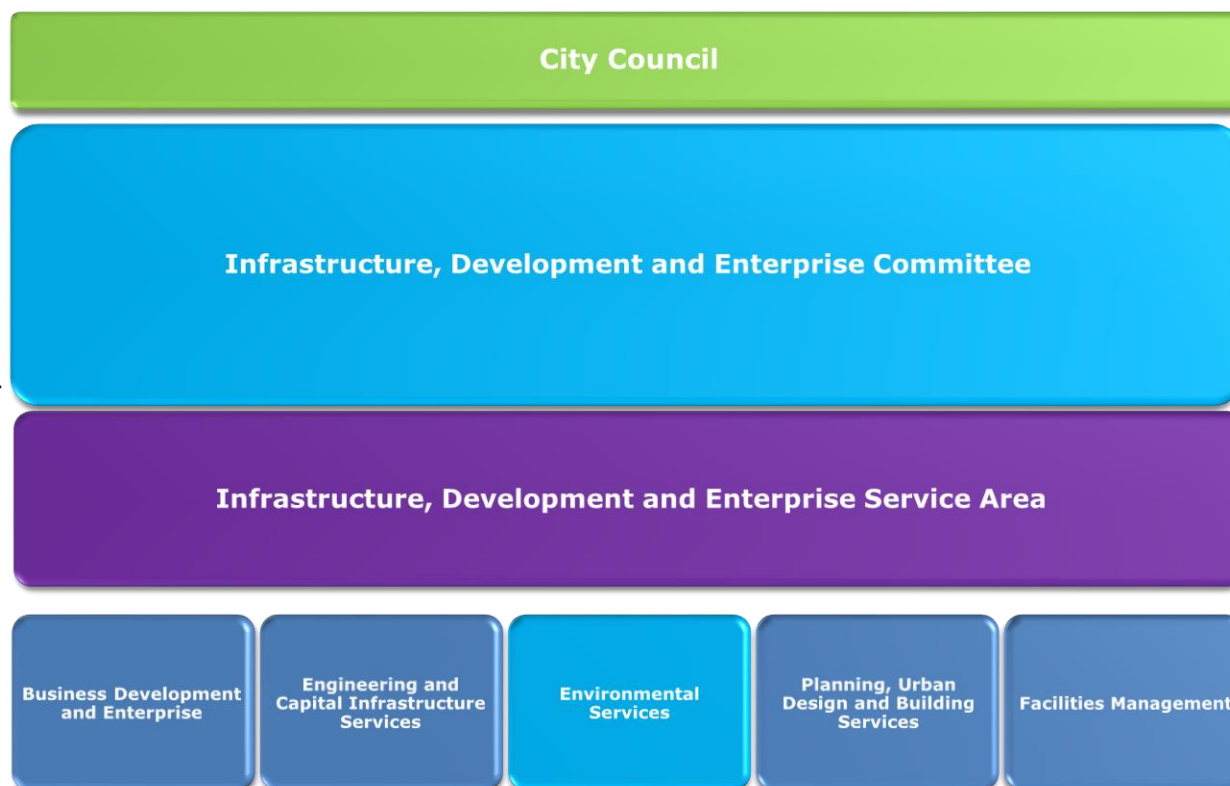 City Council
Infrastructure, Development and Enterprise Committee
Infrastructure, Development and Enterprise Service Area
Business Development
and Enterprise
Engineering and
Capital Infrastructure
Services
Environmental
Services
Planning, Urban
Design and Building
Services
Facilities Management